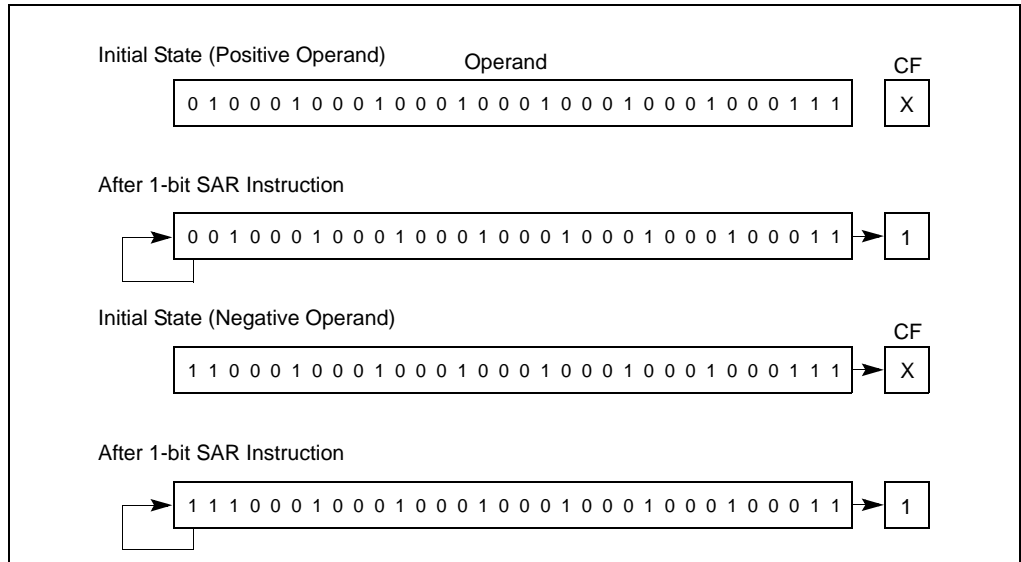 Initial State (Positive Operand) Operand CF
0 1 0 0 0 1 0 0 0 1 0 0 0 1 0 0 0 1 0 0 0 1 0 0 0 1 0 0 0 1 1 1 X
After 1-bit SAR Instruction
0 0 1 0 0 0 1 0 0 0 1 0 0 0 1 0 0 0 1 0 0 0 1 0 0 0 1 0 0 0 1 1 1
Initial State (Negative Operand) CF
1 1 0 0 0 1 0 0 0 1 0 0 0 1 0 0 0 1 0 0 0 1 0 0 0 1 0 0 0 1 1 1 X
After 1-bit SAR Instruction
1 1 1 0 0 0 1 0 0 0 1 0 0 0 1 0 0 0 1 0 0 0 1 0 0 0 1 0 0 0 1 1 1